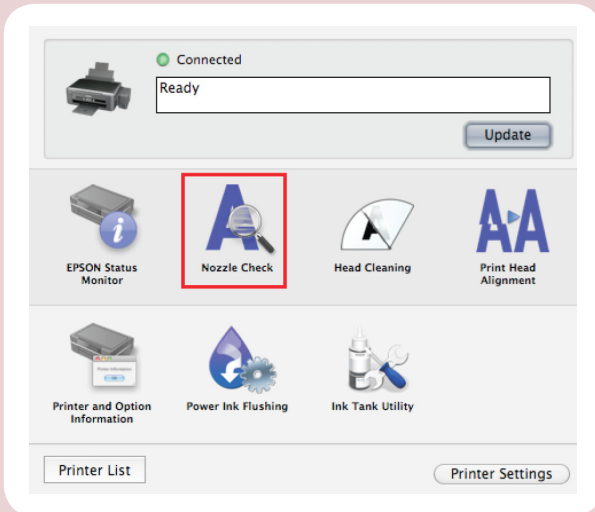 Connected
Ready
Update
EPSON Status
Monitor
Nozzle Check
Head Cleaning
Print Head
Alignment
Printer and Option
Information
Power Ink Flushing
Ink Tank Utility
Printer List
Printer Settings